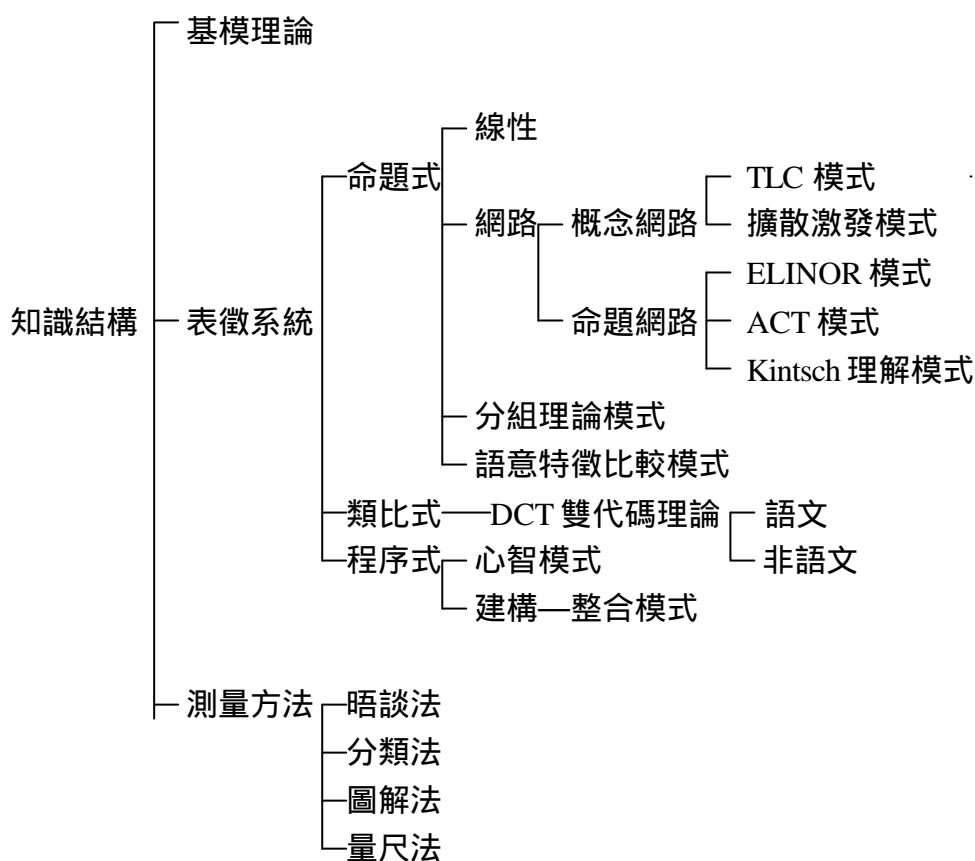 基模理論
線性
命題式
TLC 模式
網路 概念網路
擴散激發模式
ELINOR 模式
知識結構 表徵系統
命題網路 ACT 模式
Kintsch 理解模式
分組理論模式
語意特徵比較模式
類比式 DCT 雙代碼理論 語文
程序式 心智模式 非語文
建構—整合模式
測量方法 晤談法
分類法
圖解法
量尺法